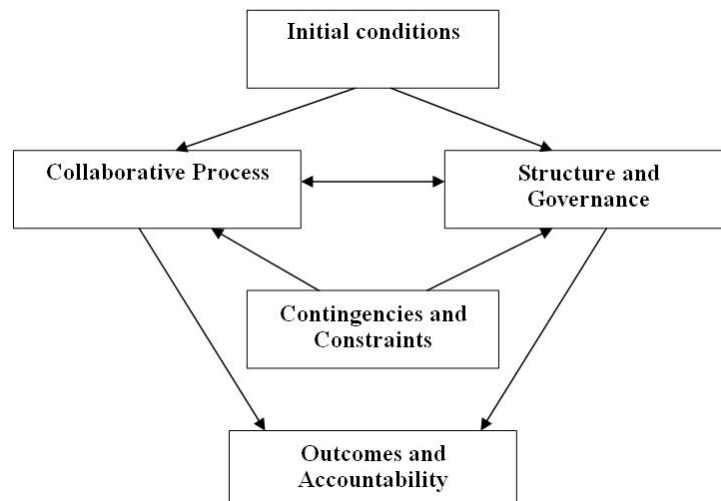 Initial conditions
Collaborative Process
Structure and
Governance
Contingencies and
Constraints
Outcomes and
Accountability